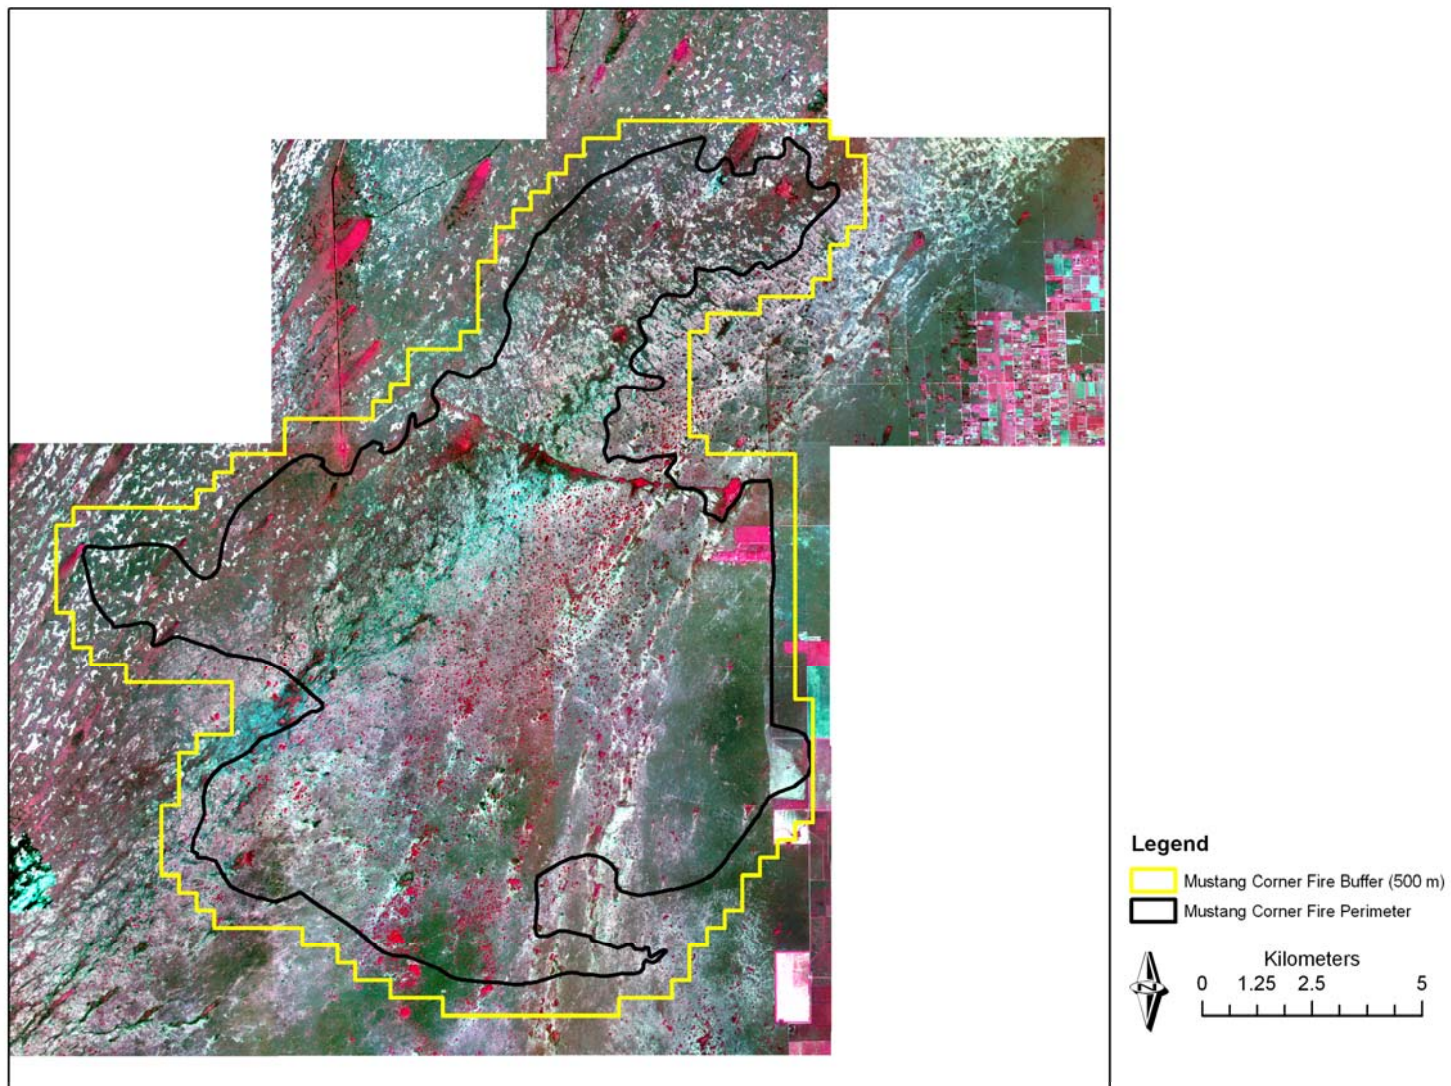 Legend
Mustang Corner Fire Buffer (500 m)
Mustang Corner Fire Perimeter
N
Kilometers
0 1.25 2.5 5